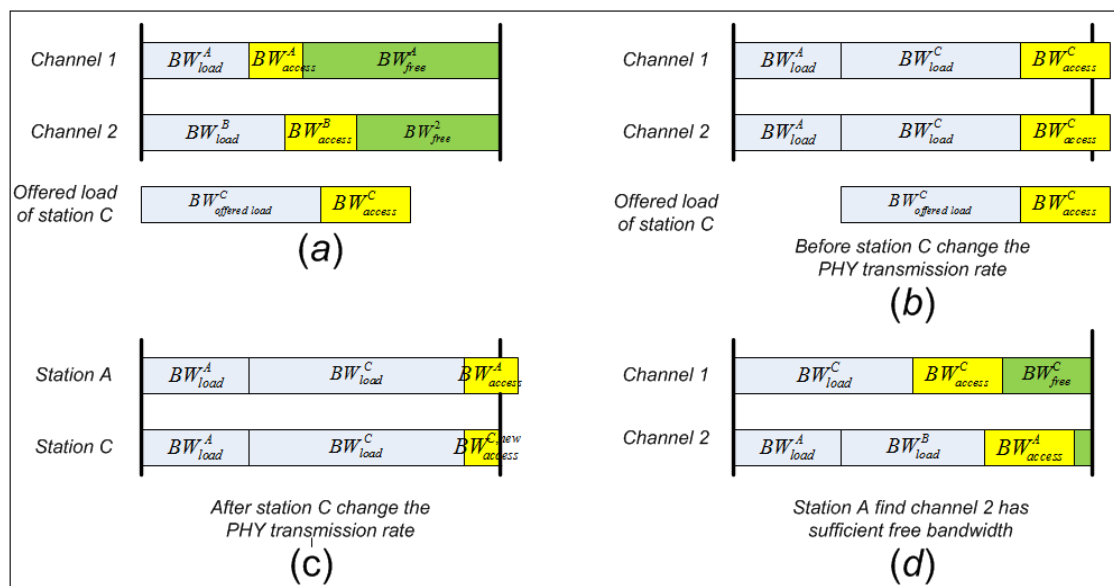 Channel 1
BW^A_load
BW^A_access
BW^A_free
Channel 2
BW^B_load
BW^B_access
BW^2_free
Offered load
of station C
BW^C_offered load
BW^C_access
(a)
Channel 1
BW^A_load
BW^C_load
BW^C_access
Channel 2
BW^A_load
BW^C_load
BW^C_access
Offered load
of station C
BW^C_offered load
BW^C_access
Before station C change the
PHY transmission rate
(b)
Station A
BW^A_load
BW^C_load
BW^A_access
Station C
BW^A_load
BW^C_load
BW^C,new_access
After station C change the
PHY transmission rate
(c)
Channel 1
BW^C_load
BW^C_access
BW^C_free
Channel 2
BW^A_load
BW^B_load
BW^A_access
Station A find channel 2 has
sufficient free bandwidth
(d)